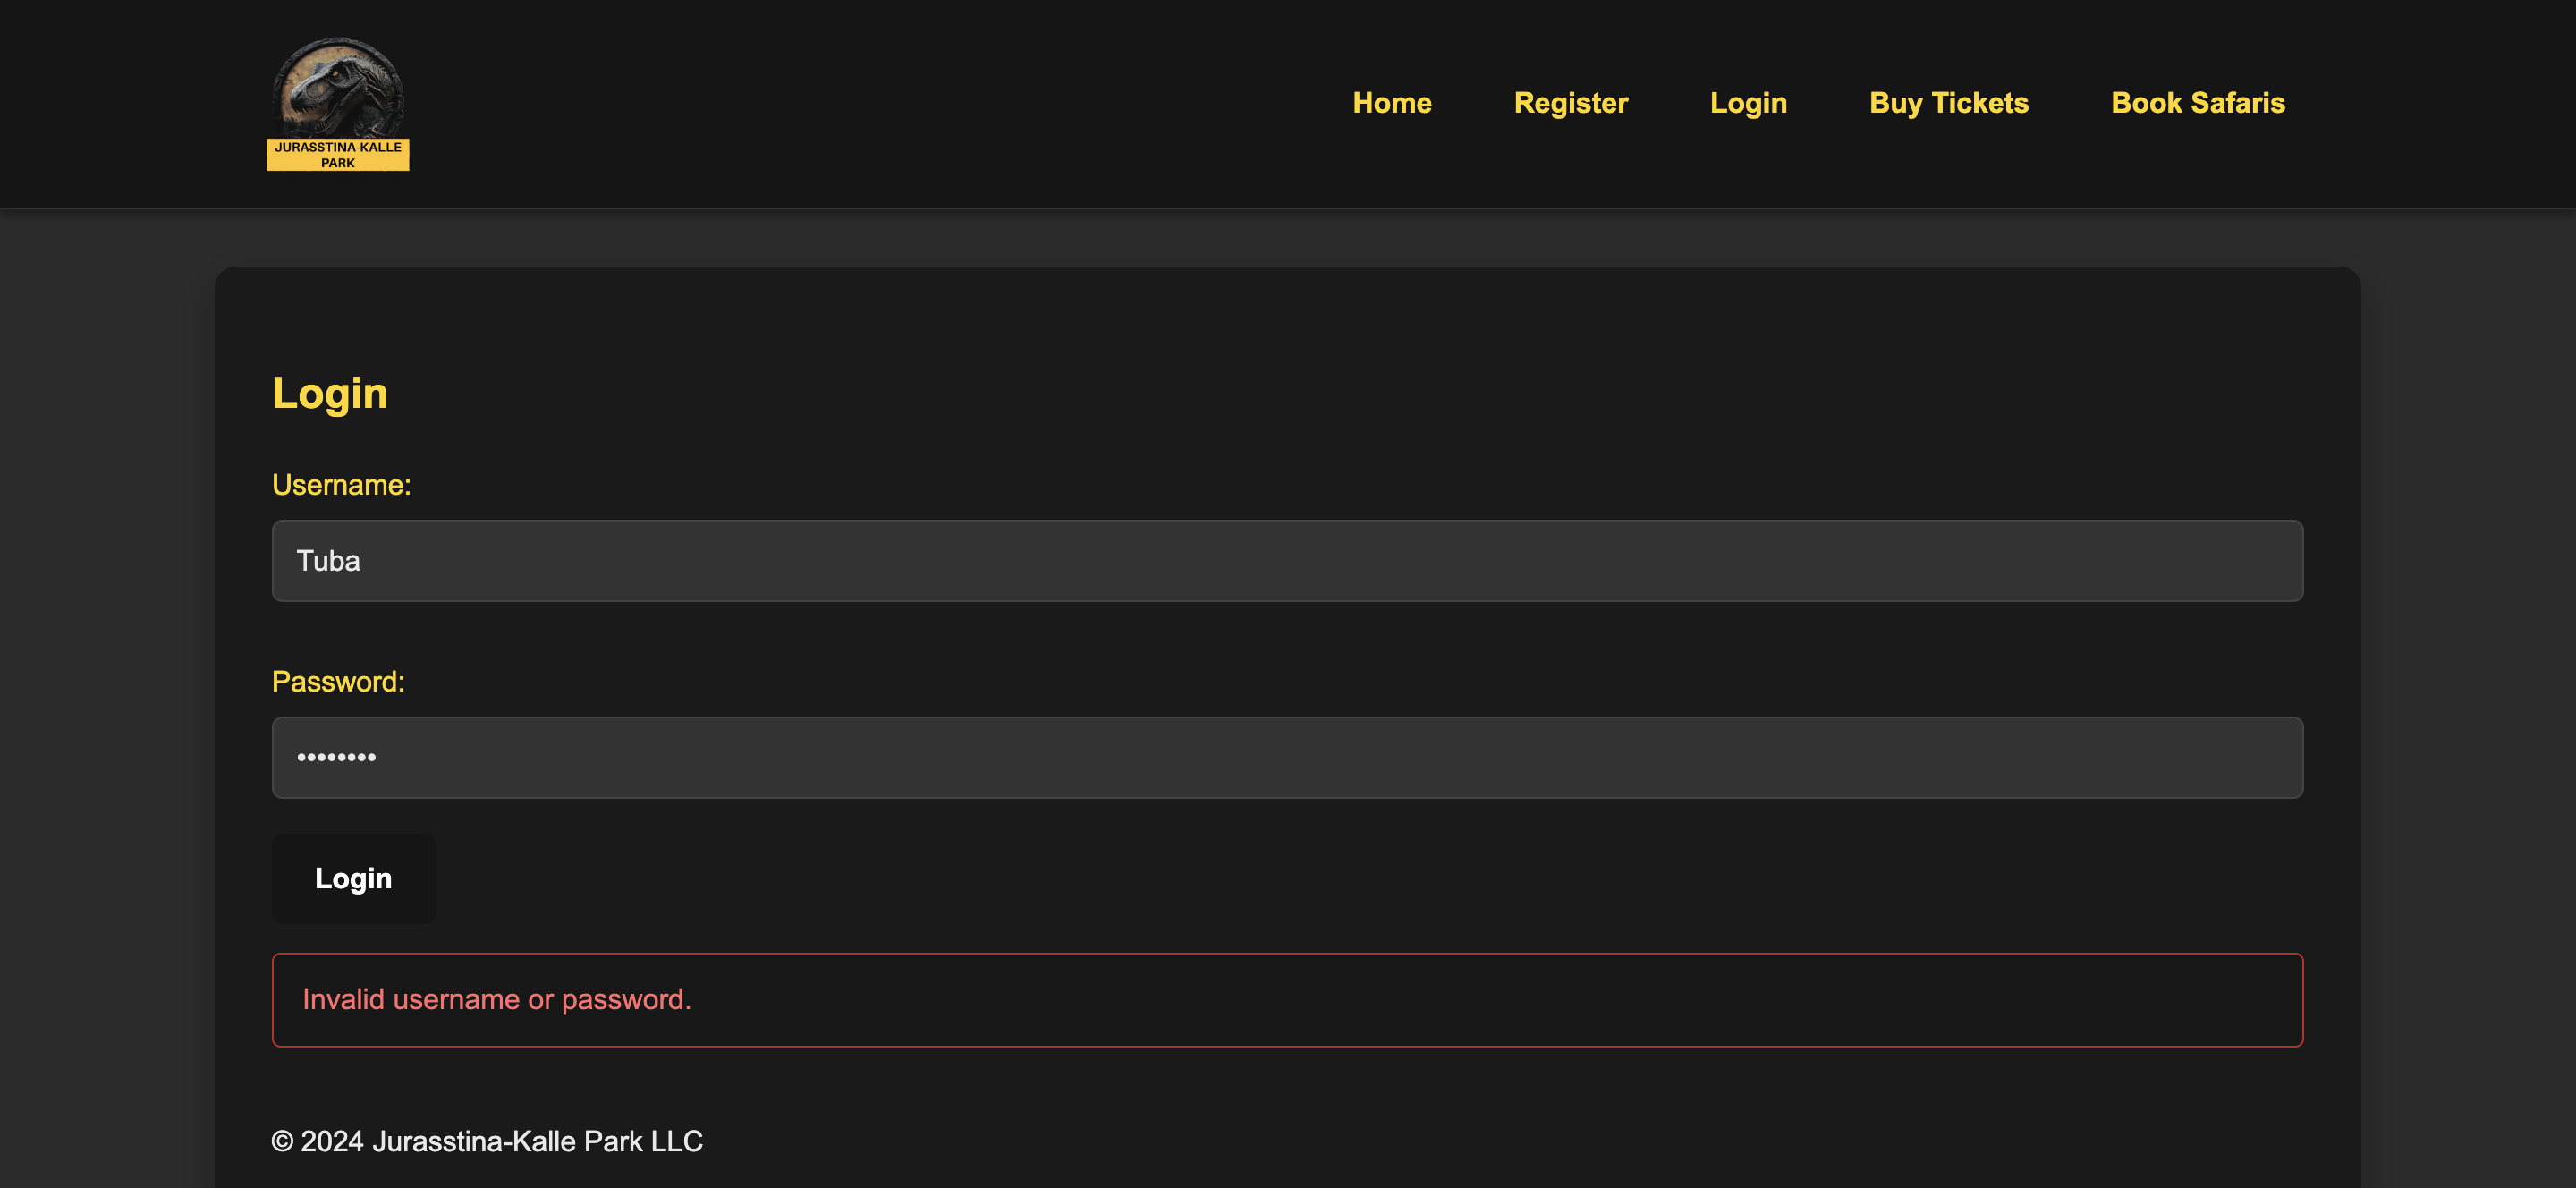 JURASSTINA-KALLE
PARK
Home Register Login Buy Tickets Book Safaris
Login
Username:
Tuba
Password:
••••••••
Login
Invalid username or password.
© 2024 Jurasstina-Kalle Park LLC